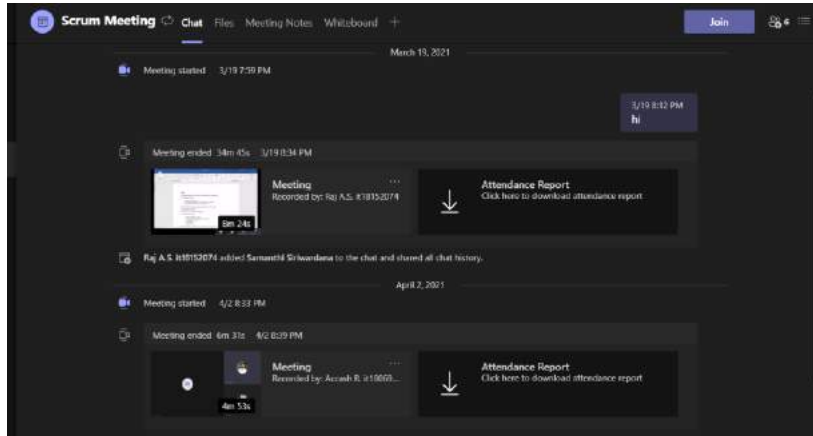 Scrum Meeting Chat Files Meeting Notes Whiteboard + Join 6
March 19, 2021
Meeting started 3/19 7:59 PM
3/19 8:12 PM
hi
Meeting ended 34m 45s 3/19 8:34 PM
Meeting ...
Recorded by: Raj A.S. it18152074
8m 24s
Attendance Report
Click here to download attendance report
Raj A.S. it18152074 added Samanthi Siriwardana to the chat and shared all chat history.
April 2, 2021
Meeting started 4/2 8:33 PM
Meeting ended 6m 31s 4/2 8:39 PM
Meeting ...
Recorded by: R. it18069...
4m 53s
Attendance Report
Click here to download attendance report